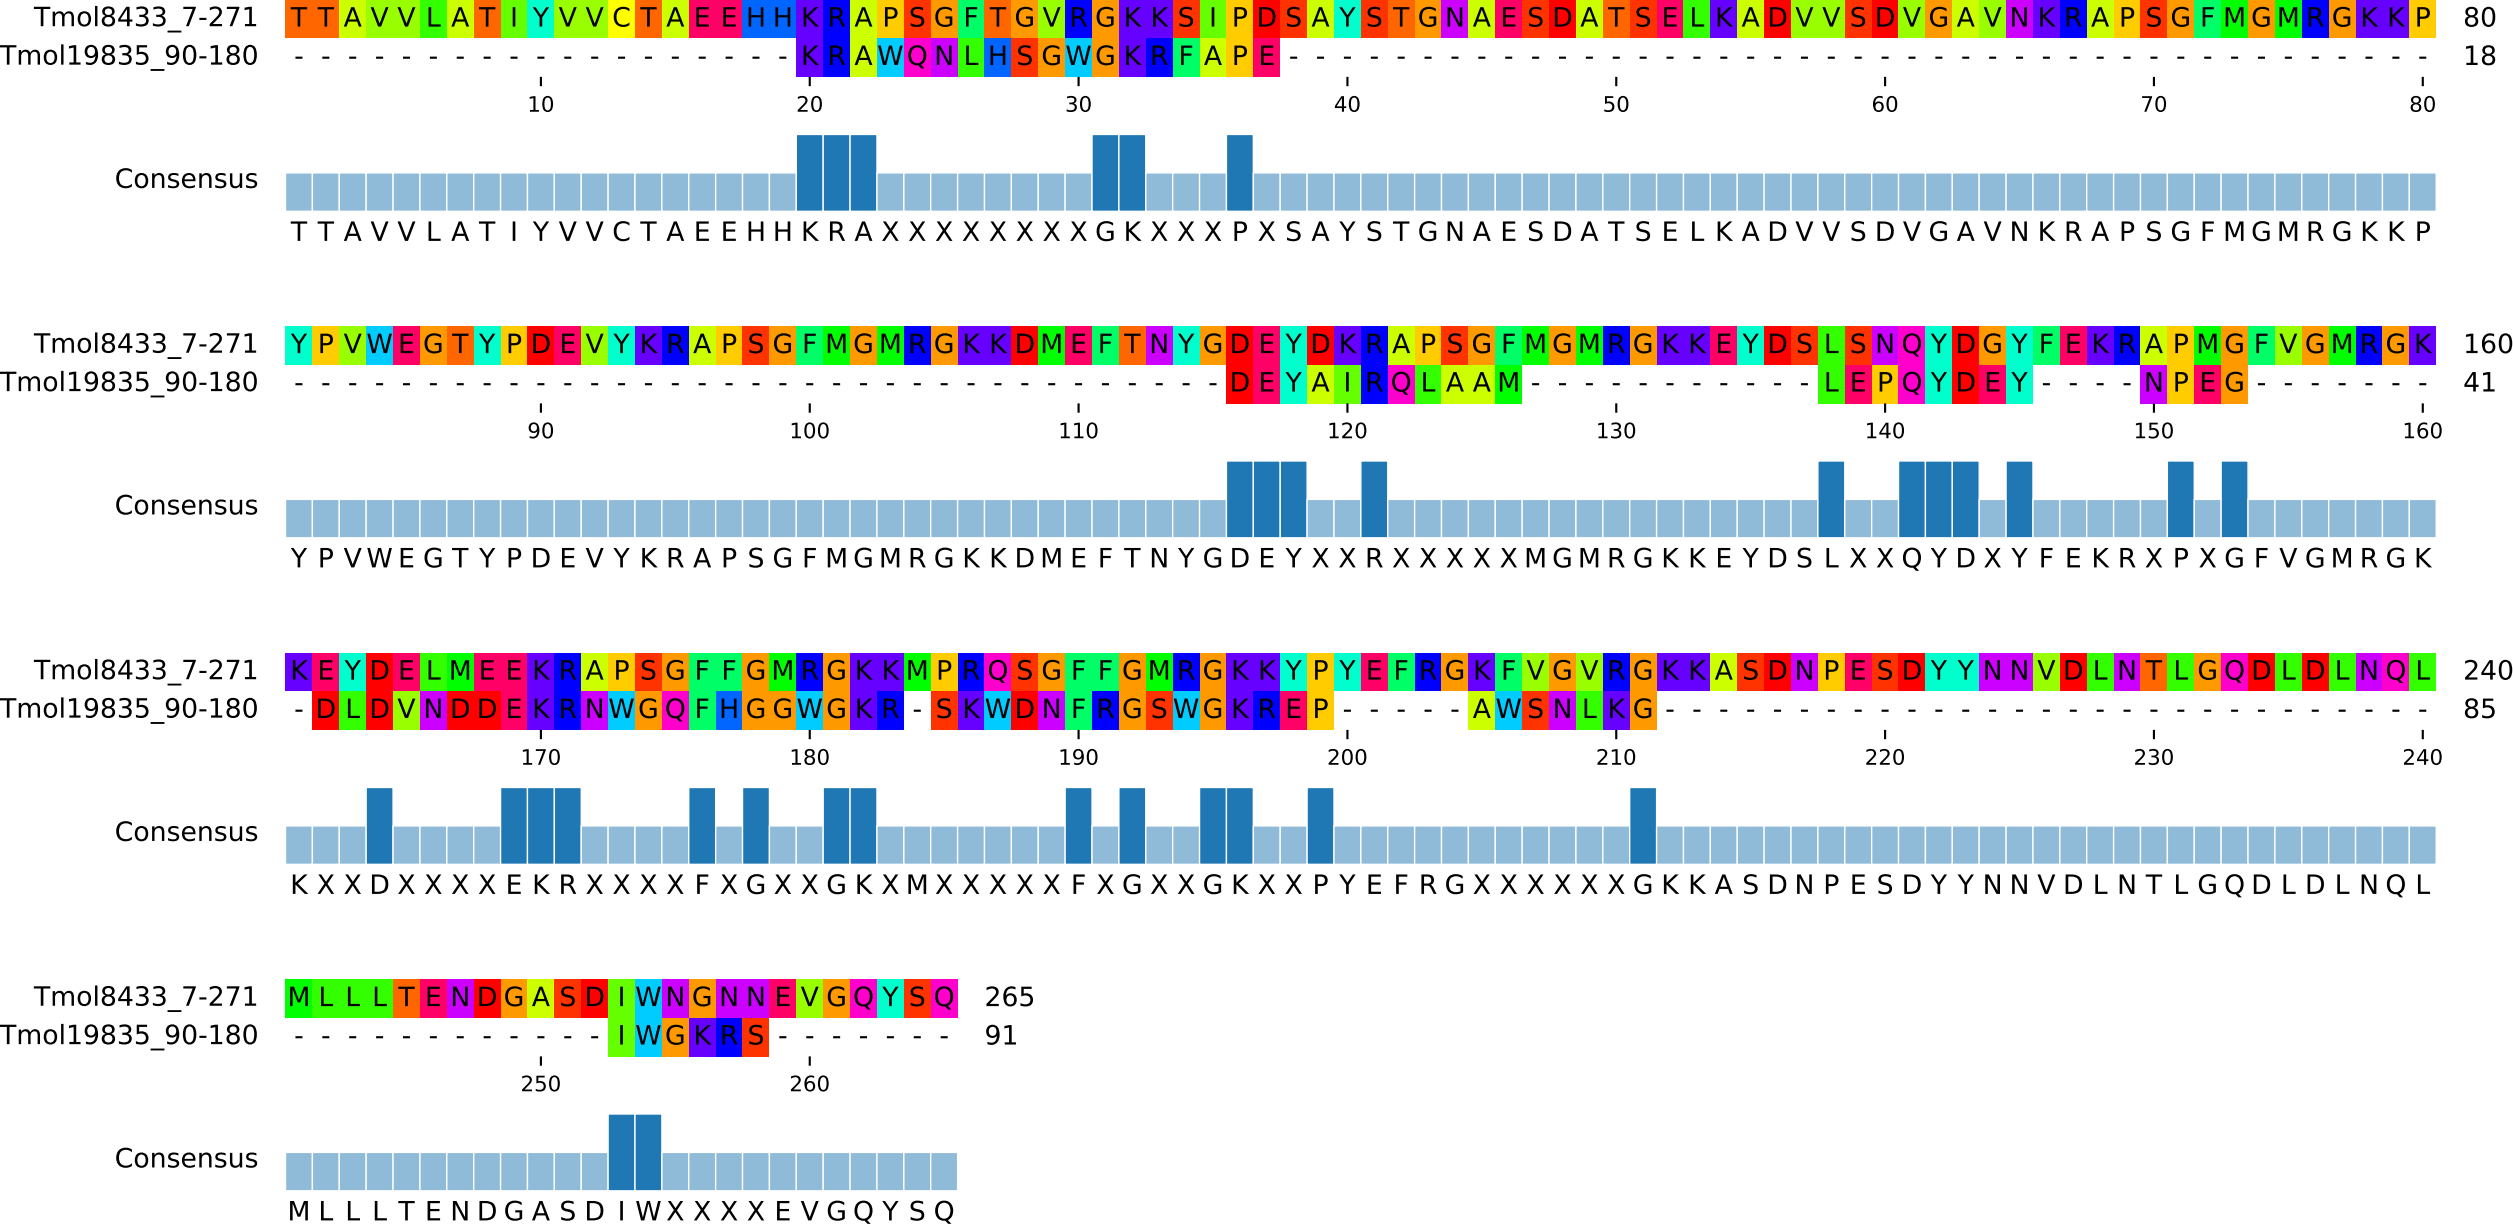 Tmol8433_7-271 TTAVVLATIYVVCTAEEHHKRAPSGFTGVRGKKSIPDSAYSTGNAESDATSELKADVVSDVGAVNKRAPSGFMGMRGKKP 80
Tmol19835_90-180 -------------------KRAWQNLHSGWGKRFAPE------------------------------------------- 18
10 20 30 40 50 60 70 80
Consensus
TTAVVLATIYVVCTAEEHHKRAXXXXXXXXGKXXXPXSAYSTGNAESDATSELKADVVSDVGAVNKRAPSGFMGMRGKKP
Tmol8433_7-271 YPVWEGTYPDEVYKRAPSGFMGMRGKKDMEFTNYGDEYDKRAPSGFMGMRGKKEYDSLSNQYDGYFEKRAPMGFVGMRGK 160
Tmol19835_90-180 -----------------------------------DEYAIRQLAAM-----------LEPQYDEY----NPEG------- 41
90 100 110 120 130 140 150 160
Consensus
YPVWEGTYPDEVYKRAPSGFMGMRGKKDMEFTNYGDEYXXRXXXXXMGMRGKKEYDSLXXQYDXYFEKRXPXGFVGMRGK
Tmol8433_7-271 KEYDELMEEKRAPSGFFGMRGKKMPRQSGFFGMRGKKYPYEFRGKFVGVRGKKASDNPESDYYNNVDLNTLGQDLDLNQL 240
Tmol19835_90-180 -DLDVNDDEKRNWGQFHGGWGKR-SKWDNFRGSWGKREP-----AWSNLKG----------------------------- 85
170 180 190 200 210 220 230 240
Consensus
KXXDXXXXEKRXXXXFXGXXGKXMXXXXXFXGXXGKXXPYEFRGXXXXXXGKKASDNPESDYYNNVDLNTLGQDLDLNQL
Tmol8433_7-271 MLLLTENDGASDIWNGNNEVGQYSQ 265
Tmol19835_90-180 ------------IWGKRS------- 91
250 260
Consensus
MLLLTENDGASDIWXXXXEVGQYSQ